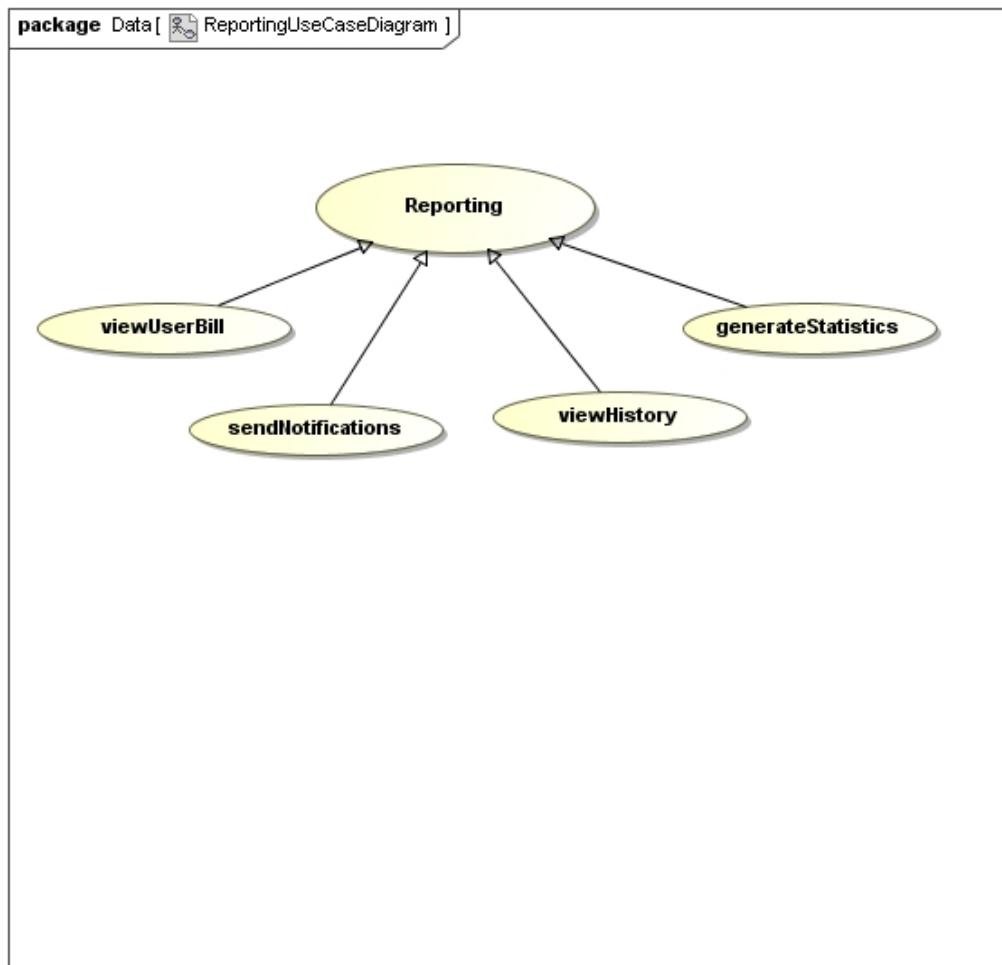 package Data[ ReportingUseCaseDiagram ]
Reporting
viewUserBill
generateStatistics
sendNotifications
viewHistory